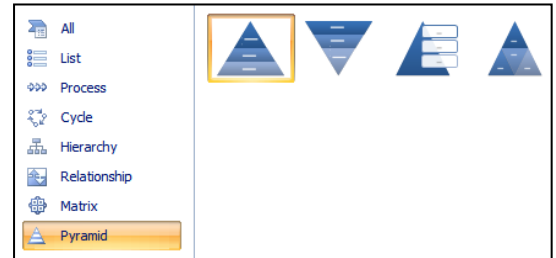 All
List
Process
Cycle
Hierarchy
Relationship
Matrix
Pyramid